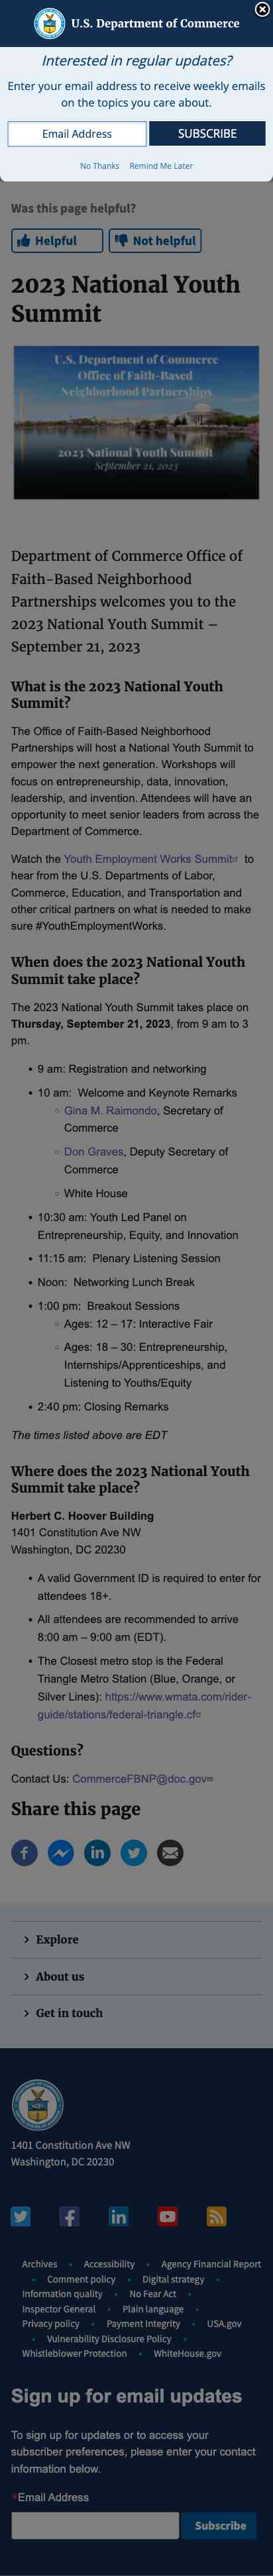 U.S. Department of Commerce
Interested in regular updates?
Enter your email address to receive weekly emails
on the topics you care about.
Email Address
SUBSCRIBE
No Thanks
Remind Me Later
Was this page helpful?
Helpful
Not helpful
2023 National Youth
Summit
U.S. Department of Commerce
Office of Faith-Based
Neighborhood Partnerships
2023 National Youth Summit
September 21, 2023
Department of Commerce Office of
Faith-Based Neighborhood
Partnerships welcomes you to the
2023 National Youth Summit –
September 21, 2023
What is the 2023 National Youth
Summit?
The Office of Faith-Based Neighborhood
Partnerships will host a National Youth Summit to
empower the next generation. Workshops will
focus on entrepreneurship, data, innovation,
leadership, and invention. Attendees will have an
opportunity to meet senior leaders from across the
Department of Commerce.
Watch the Youth Employment Works Summit to
hear from the U.S. Departments of Labor,
Commerce, Education, and Transportation and
other critical partners on what is needed to make
sure #YouthEmploymentWorks.
When does the 2023 National Youth
Summit take place?
The 2023 National Youth Summit takes place on
Thursday, September 21, 2023, from 9 am to 3
pm.
• 9 am: Registration and networking
• 10 am: Welcome and Keynote Remarks
◦ Gina M. Raimondo, Secretary of
Commerce
◦ Don Graves, Deputy Secretary of
Commerce
◦ White House
• 10:30 am: Youth Led Panel on
Entrepreneurship, Equity, and Innovation
• 11:15 am: Plenary Listening Session
• Noon: Networking Lunch Break
• 1:00 pm: Breakout Sessions
◦ Ages: 12 – 17: Interactive Fair
◦ Ages: 18 – 30: Entrepreneurship,
Internships/Apprenticeships, and
Listening to Youths/Equity
• 2:40 pm: Closing Remarks
The times listed above are EDT
Where does the 2023 National Youth
Summit take place?
Herbert C. Hoover Building
1401 Constitution Ave NW
Washington, DC 20230
• A valid Government ID is required to enter for
attendees 18+.
• All attendees are recommended to arrive
8:00 am – 9:00 am (EDT).
• The Closest metro stop is the Federal
Triangle Metro Station (Blue, Orange, or
Silver Lines): https://www.wmata.com/rider-
guide/stations/federal-triangle.cf
Questions?
Contact Us: CommerceFBNP@doc.gov
Share this page
Explore
About us
Get in touch
1401 Constitution Ave NW
Washington, DC 20230
Archives • Accessibility • Agency Financial Report
• Comment policy • Digital strategy •
Information quality • No Fear Act •
Inspector General • Plain language •
Privacy policy • Payment Integrity • USA.gov
• Vulnerability Disclosure Policy •
Whistleblower Protection • WhiteHouse.gov
Sign up for email updates
To sign up for updates or to access your
subscriber preferences, please enter your contact
information below.
*Email Address
Subscribe